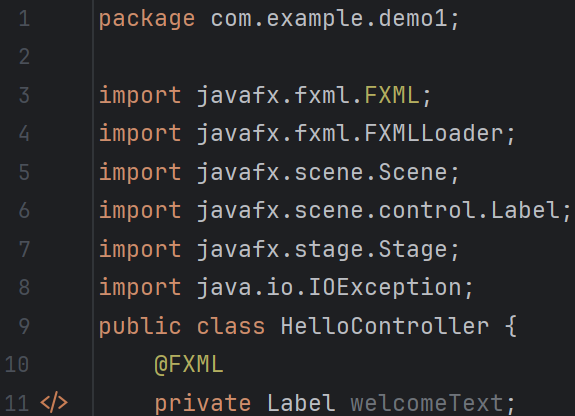 1 package com.example.demo1;
2
3 import javafx.fxml.FXML;
4 import javafx.fxml.FXMLLoader;
5 import javafx.scene.Scene;
6 import javafx.scene.control.Label;
7 import javafx.stage.Stage;
8 import java.io.IOException;
9 public class HelloController {
10     @FXML
11 </> private Label welcomeText;